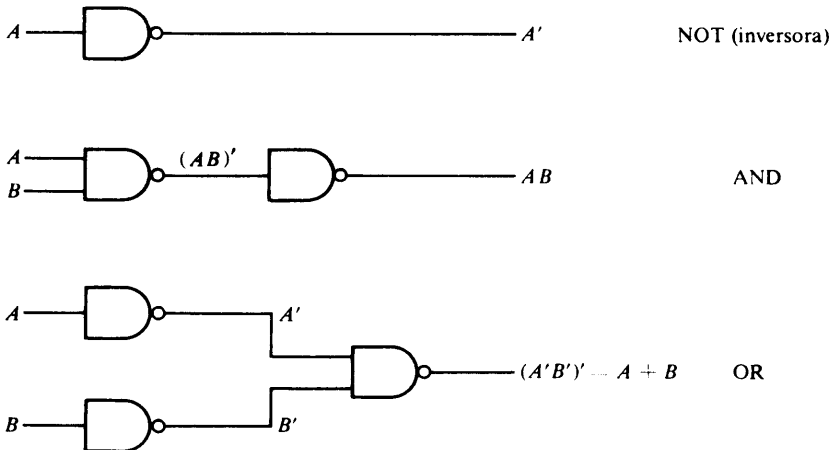 A A' NOT (inversora)
A (AB)' AB AND
B
A A'
(A'B')' = A + B OR
B B'